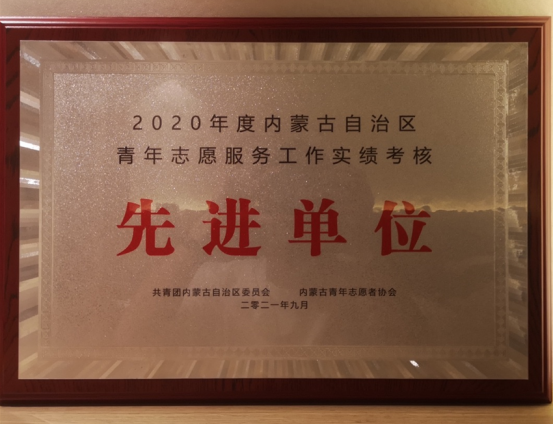 2020年度内蒙古自治区
青年志愿服务工作实绩考核
先进单位
共青团内蒙古自治区委员会 内蒙古青年志愿者协会
二零二一年九月